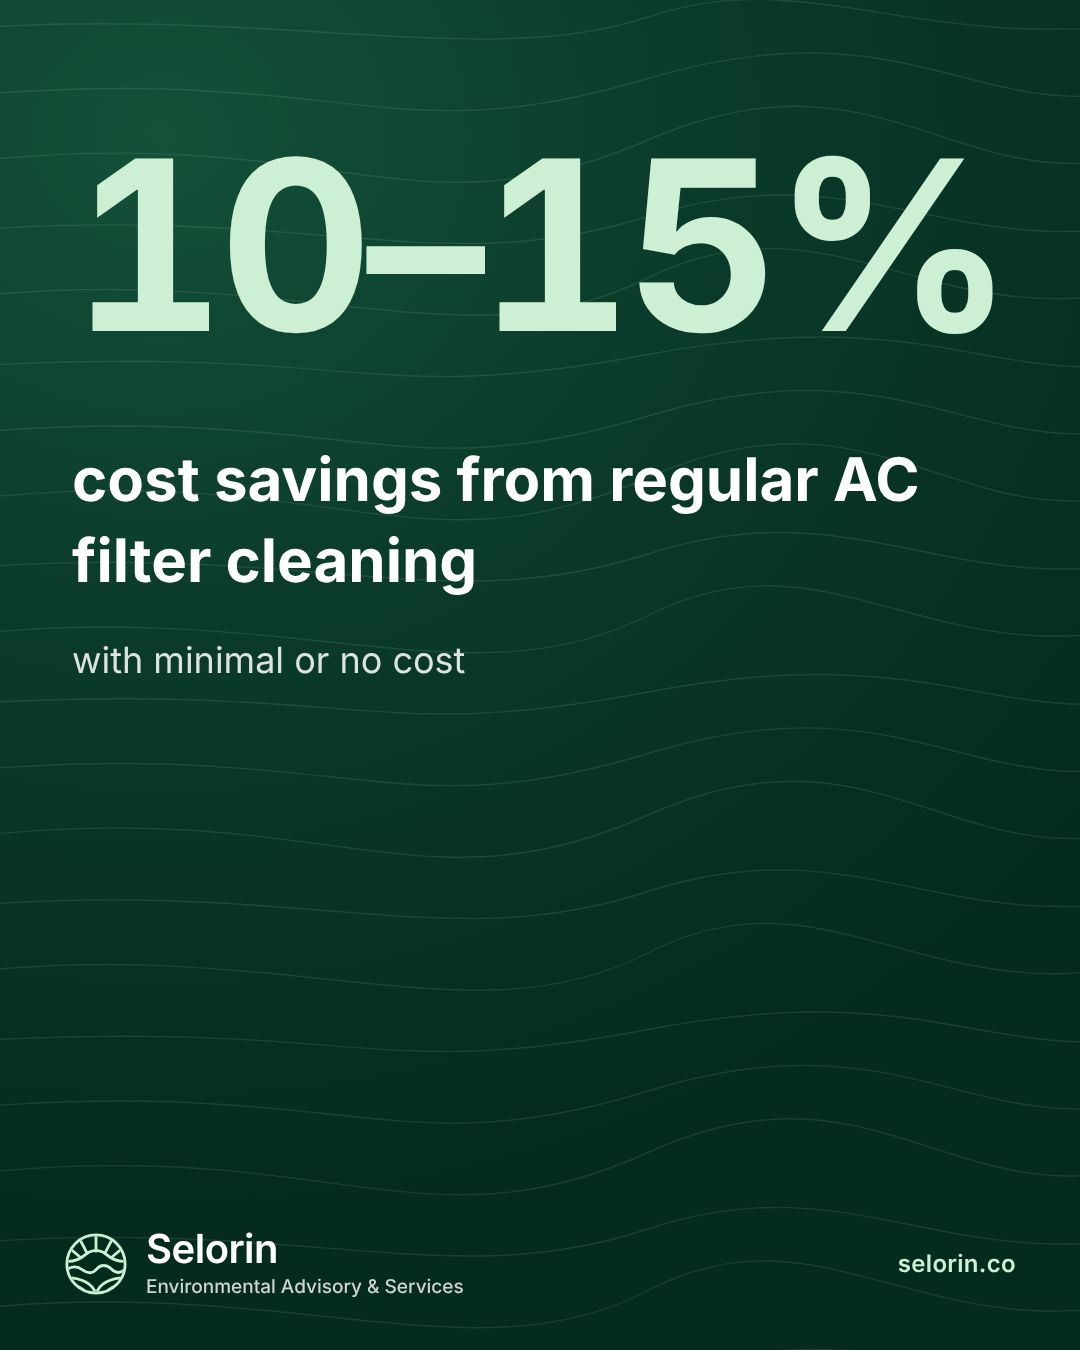 10–15%
cost savings from regular AC
filter cleaning
with minimal or no cost
Selorin
Environmental Advisory & Services
selorin.co